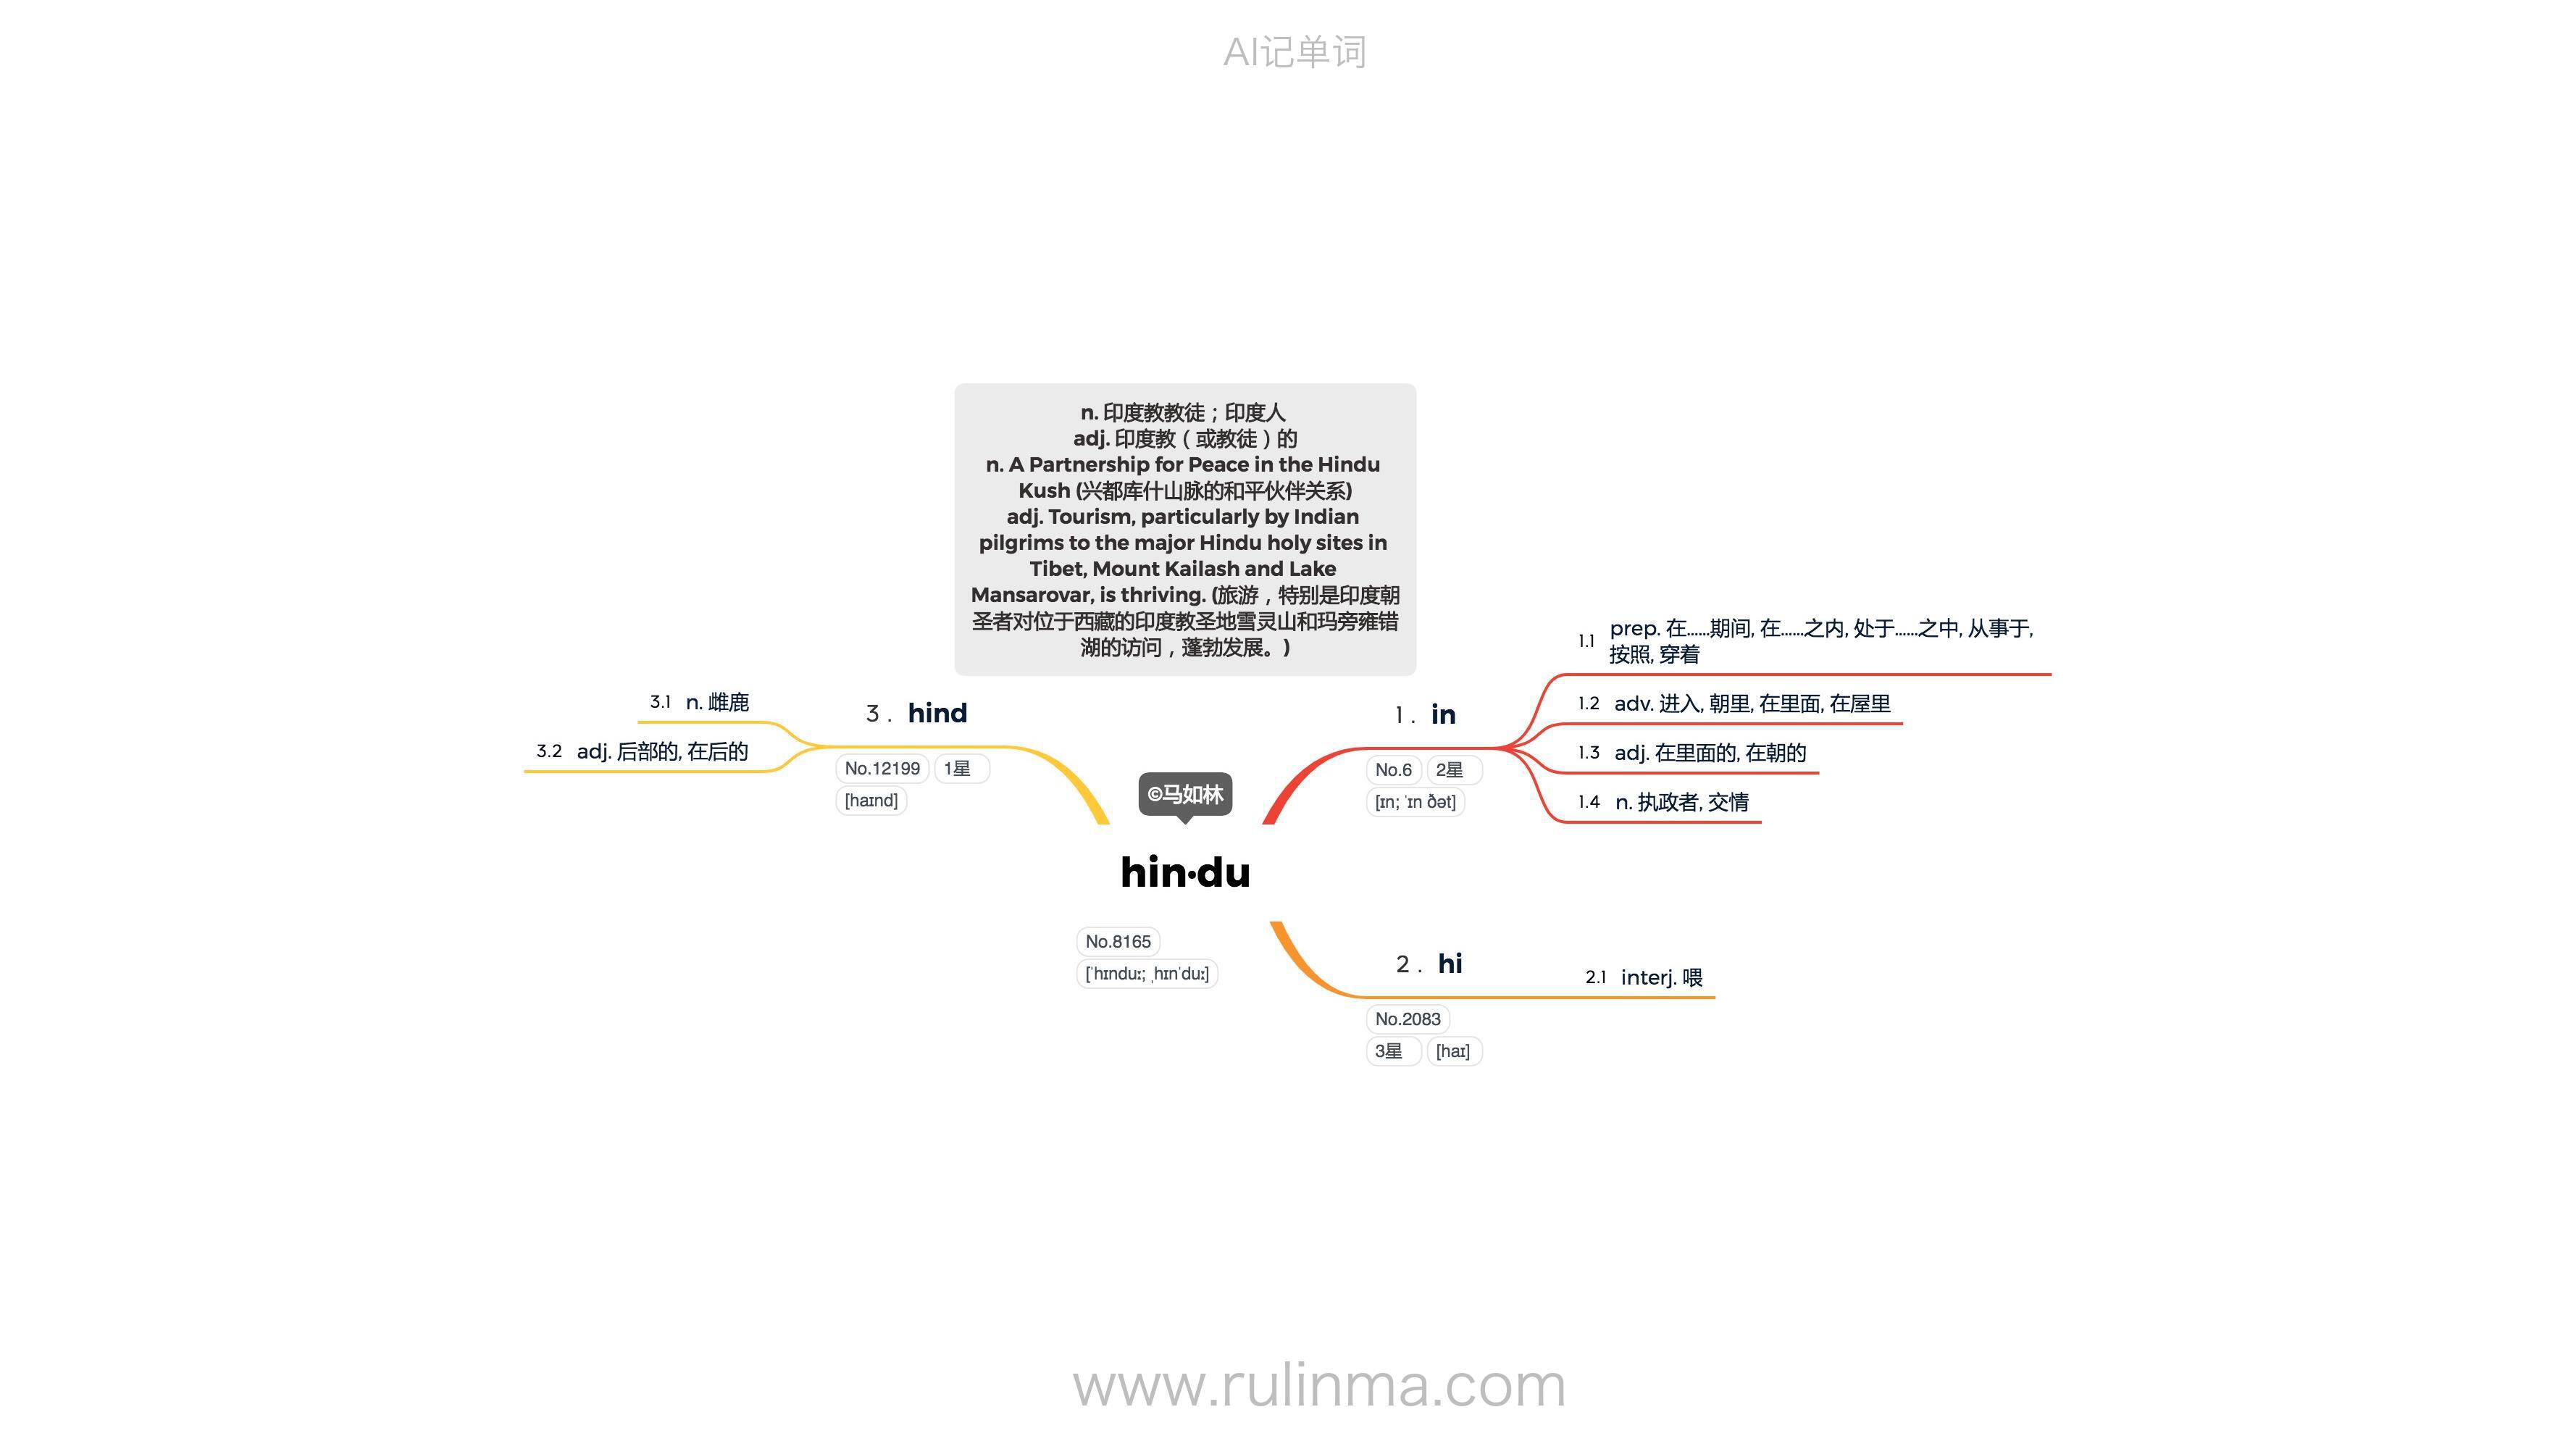 AI记单词
n. 印度教教徒；印度人
adj. 印度教（或教徒）的
n. A Partnership for Peace in the Hindu
Kush (兴都库什山脉的和平伙伴关系)
adj. Tourism, particularly by Indian
pilgrims to the major Hindu holy sites in
Tibet, Mount Kailash and Lake
Mansarovar, is thriving. (旅游，特别是印度朝
圣者对位于西藏的印度教圣地雪灵山和玛旁雍错
湖的访问，蓬勃发展。)
©马如林
hin·du
No.8165
[ˈhɪnduː; ˌhɪnˈduː]
1. in
No.6 2星
[ɪn; ˈɪn ðət]
1.1 prep. 在……期间, 在……之内, 处于……之中, 从事于,
按照, 穿着
1.2 adv. 进入, 朝里, 在里面, 在屋里
1.3 adj. 在里面的, 在朝的
1.4 n. 执政者, 交情
2. hi
No.2083
3星 [haɪ]
2.1 interj. 喂
3. hind
No.12199 1星
[haɪnd]
3.1 n. 雌鹿
3.2 adj. 后部的, 在后的
www.rulinma.com